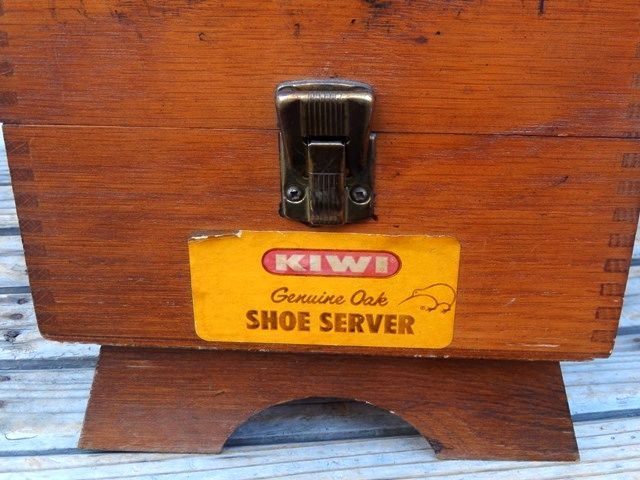 KIWI
Genuine Oak
SHOE SERVER